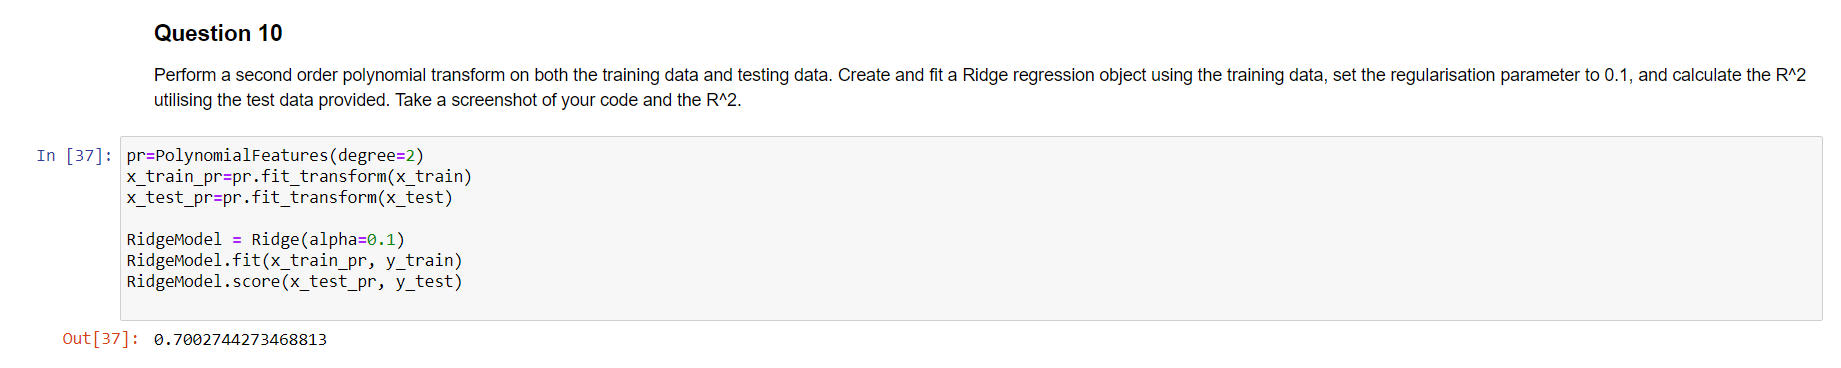 Question 10
Perform a second order polynomial transform on both the training data and testing data. Create and fit a Ridge regression object using the training data, set the regularisation parameter to 0.1, and calculate the R^2
utilising the test data provided. Take a screenshot of your code and the R^2.
In [37]: pr=PolynomialFeatures(degree=2)
x_train_pr=pr.fit_transform(x_train)
x_test_pr=pr.fit_transform(x_test)
RidgeModel = Ridge(alpha=0.1)
RidgeModel.fit(x_train_pr, y_train)
RidgeModel.score(x_test_pr, y_test)
Out[37]: 0.7002744273468813